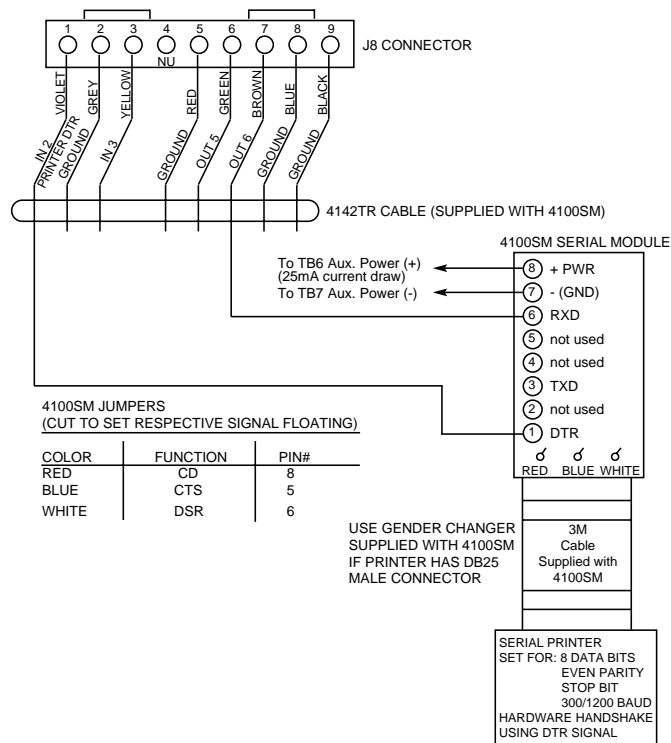 1 2 3 4 5 6 7 8 9
J8 CONNECTOR
NU
VIOLET
GREY
YELLOW
RED
GREEN
BROWN
BLUE
BLACK
IN 2
PRINTER DTR
GROUND
IN 3
GROUND
OUT 5
OUT 6
GROUND
GROUND
4142TR CABLE (SUPPLIED WITH 4100SM)
4100SM SERIAL MODULE
To TB6 Aux. Power (+)
(25mA current draw)
To TB7 Aux. Power (-)
8 + PWR
7 - (GND)
6 RXD
5 not used
4 not used
3 TXD
2 not used
1 DTR
RED BLUE WHITE
4100SM JUMPERS
(CUT TO SET RESPECTIVE SIGNAL FLOATING)
COLOR FUNCTION PIN#
RED CD 8
BLUE CTS 5
WHITE DSR 6
USE GENDER CHANGER
SUPPLIED WITH 4100SM
IF PRINTER HAS DB25
MALE CONNECTOR
3M
Cable
Supplied with
4100SM
SERIAL PRINTER
SET FOR: 8 DATA BITS
EVEN PARITY
STOP BIT
300/1200 BAUD
HARDWARE HANDSHAKE
USING DTR SIGNAL